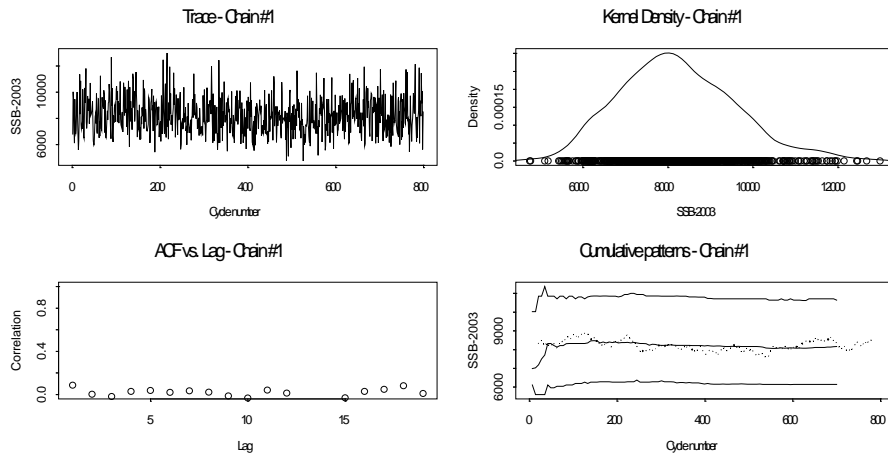 Trace - Chain #1
SSB-2003
10000
6000
0
200
400
600
800
Cycle number
Kernel Density - Chain #1
Density
0.00015
0.0
6000
8000
10000
12000
SSB-2003
ACF vs. Lag - Chain #1
Correlation
0.8
0.4
0.0
5
10
15
Lag
Cumulative patterns - Chain #1
SSB-2003
9000
6000
0
200
400
600
800
Cycle number